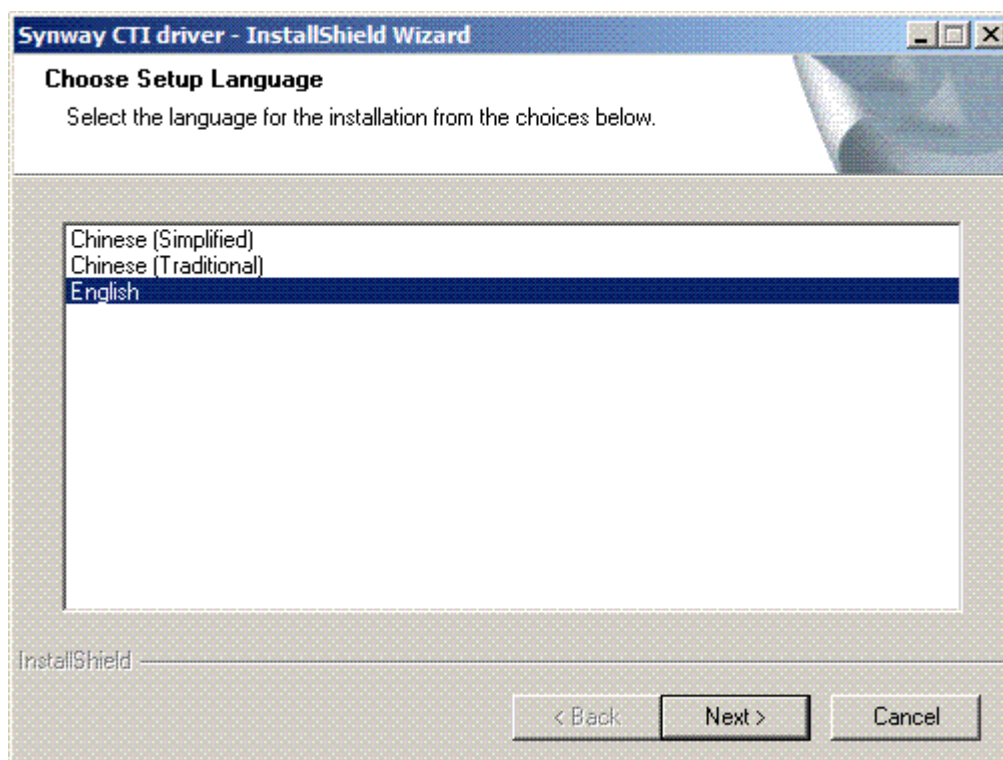 Synway CTI driver - InstallShield Wizard
Choose Setup Language
Select the language for the installation from the choices below.
Chinese (Simplified)
Chinese (Traditional)
English
InstallShield
< Back
Next >
Cancel